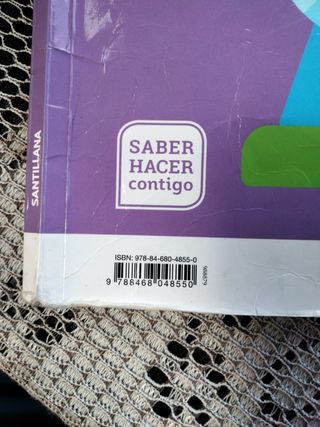 SANTILLANA
SABER
HACER
contigo
ISBN: 978-84-680-4855-0
9 788468 048550